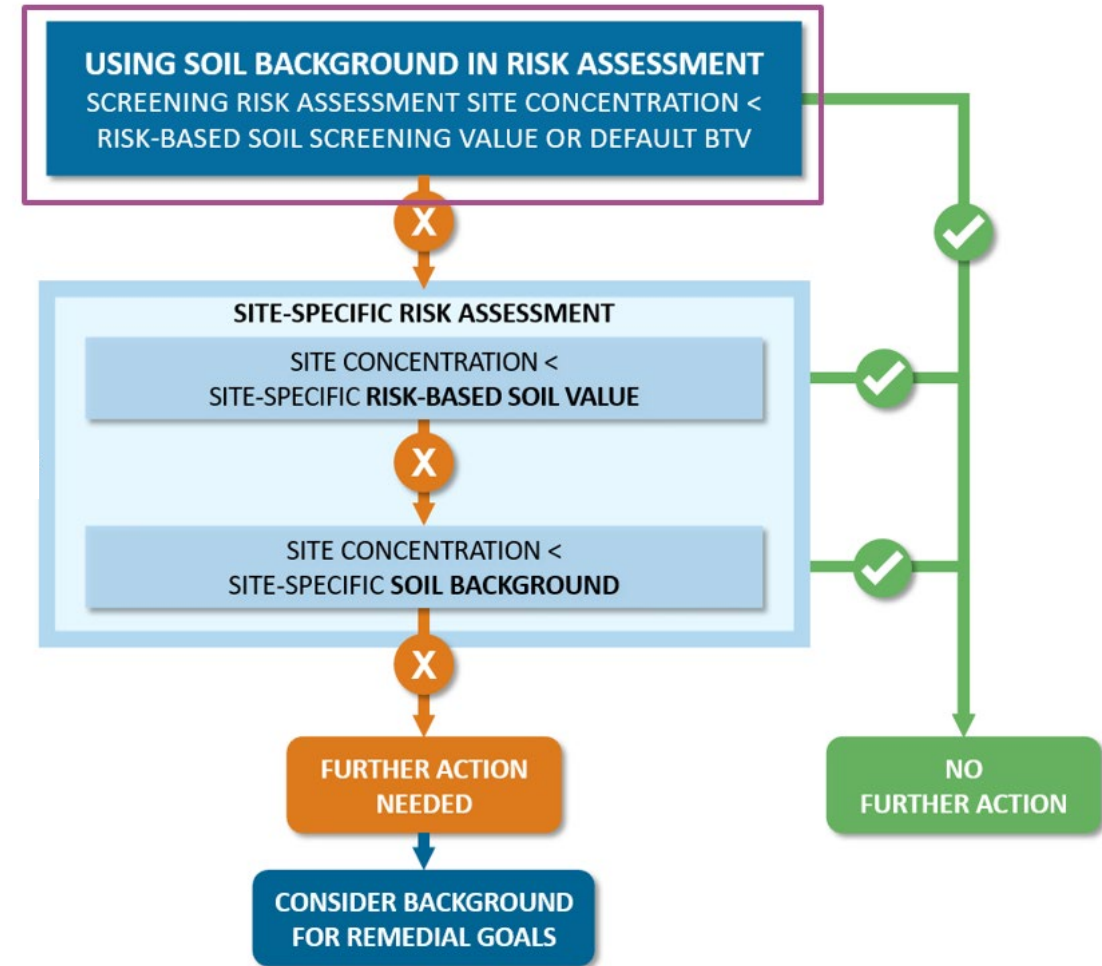 USING SOIL BACKGROUND IN RISK ASSESSMENT
SCREENING RISK ASSESSMENT SITE CONCENTRATION <
RISK-BASED SOIL SCREENING VALUE OR DEFAULT BTV
X
SITE-SPECIFIC RISK ASSESSMENT
SITE CONCENTRATION <
SITE-SPECIFIC RISK-BASED SOIL VALUE
X
SITE CONCENTRATION <
SITE-SPECIFIC SOIL BACKGROUND
X
FURTHER ACTION
NEEDED
NO
FURTHER ACTION
CONSIDER BACKGROUND
FOR REMEDIAL GOALS